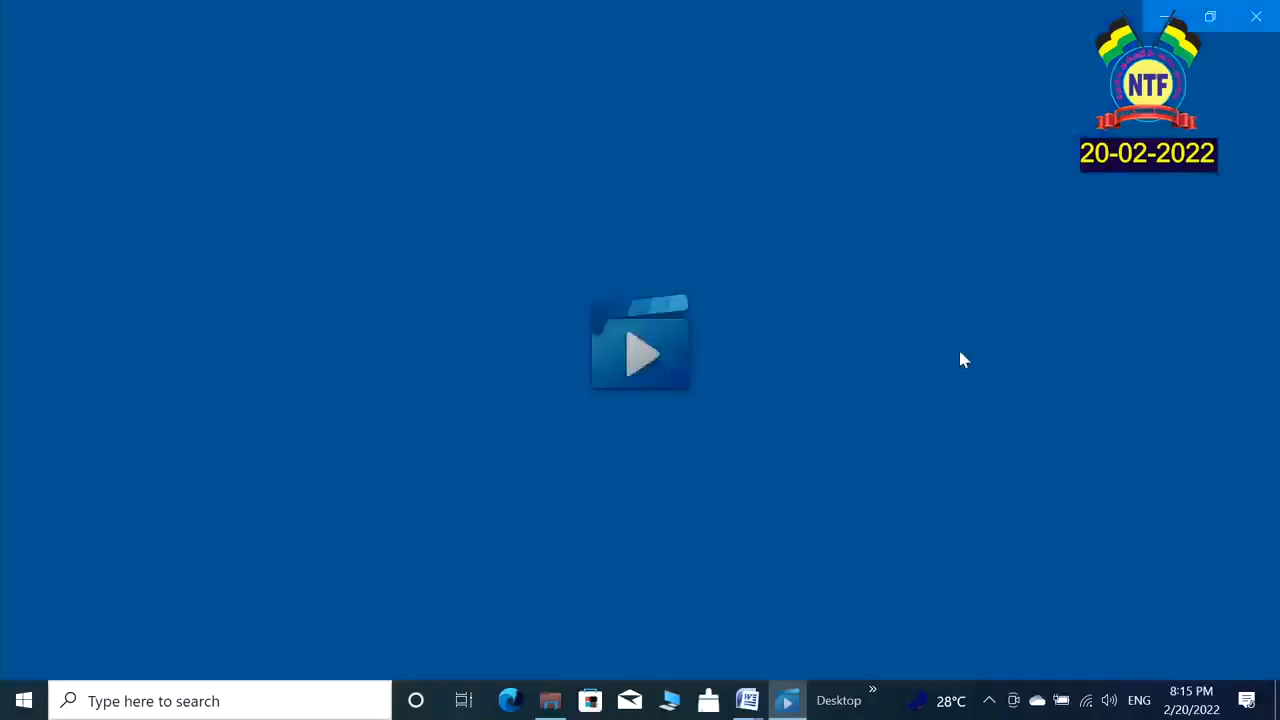 NTF
20-02-2022
Type here to search
Desktop
28°C
ENG
8:15 PM
2/20/2022